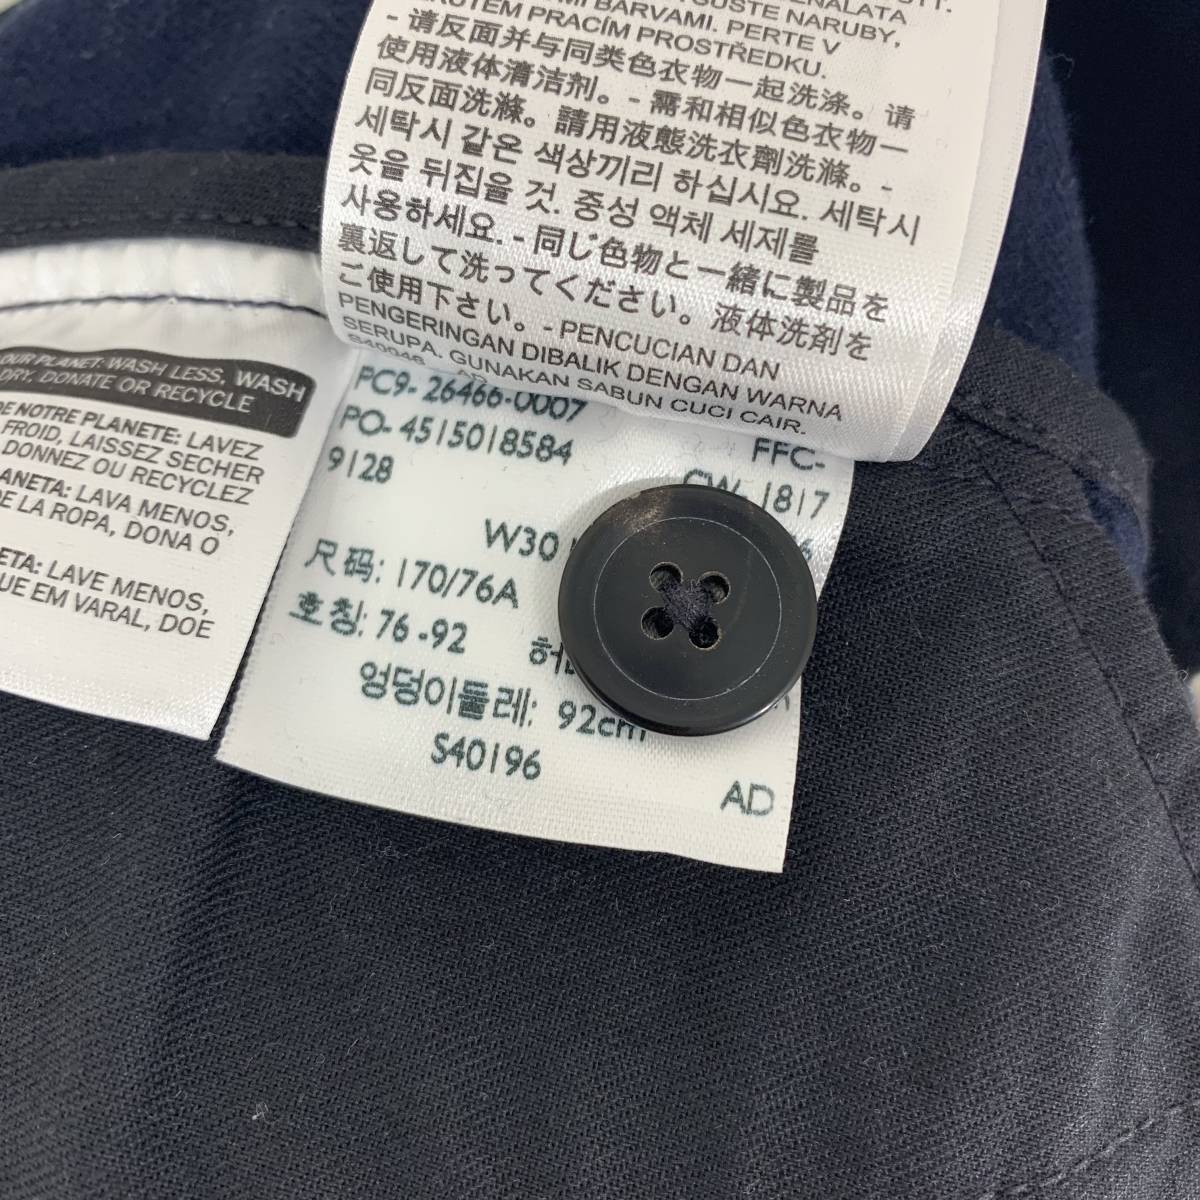 ENALATA
MI BARVAMI. PERTE V
GUSTE NARUBY,
PRACÍM PROSTŘEDKU.
- 请反面并与同类色衣物一起洗涤。请
使用液体清洁剂。- 需和相似色衣物一
同反面洗滌。請用液態洗衣劑洗滌。-
세탁시 같은 색상끼리 하십시요. 세탁시
옷을 뒤집을 것. 중성 액체 세제를
사용하세요. - 同じ色物と一緒に製品を
裏返して洗ってください。液体洗剤を
ご使用下さい。- PENCUCIAN DAN
PENGERINGAN DIBALIK DENGAN WARNA
SERUPA. GUNAKAN SABUN CUCI CAIR.
OUR PLANET: WASH LESS, WASH
DRY, DONATE OR RECYCLE
DE NOTRE PLANETE: LAVEZ
FROID, LAISSEZ SECHER
DONNEZ OU RECYCLEZ
ANETA: LAVA MENOS,
DE LA ROPA, DONA O
ETA: LAVE MENOS,
UE EM VARAL, DOE
PC9- 26466-0007
PO- 4515018584
9128
FFC-
CW- 1817
W30
尺码: 170/76A
호칭: 76 -92
엉덩이둘레: 92cm
S40196
AD